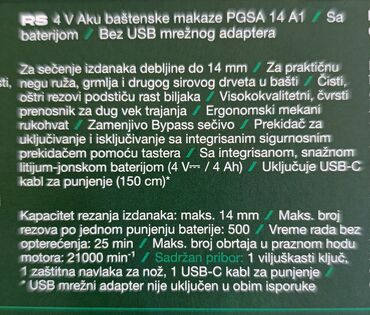 RS 4 V Aku baštenske makaze PGSA 14 A1 / Sa
baterijom / Bez USB mrežnog adaptera
Za sečenje izdanaka debljine do 14 mm / Za praktičnu
negu ruža, grmlja i drugog sirovog drveta u bašti / Čisti,
oštri rezovi podstiču rast biljaka / Visokokvalitetni, čvrsti
prenosnik za dug vek trajanja / Ergonomski mekani
rukohvat / Zamenjivo Bypass sečivo / Prekidač za
uključivanje i isključivanje sa integrisanim sigurnosnim
prekidačem pomoću tastera / Sa integrisanom, snažnom
litijum-jonskom baterijom (4 V⎓ / 4 Ah) / Uključuje USB-C
kabl za punjenje (150 cm)*
Kapacitet rezanja izdanaka: maks. 14 mm / Maks. broj
rezova po jednom punjenju baterije: 500 / Vreme rada bez
opterećenja: 25 min / Maks. broj obrtaja u praznom hodu
motora: 21000 min⁻¹ / Sadržan pribor: 1 viljuškasti ključ,
1 zaštitna navlaka za nož, 1 USB-C kabl za punjenje /
* USB mrežni adapter nije uključen u obim isporuke